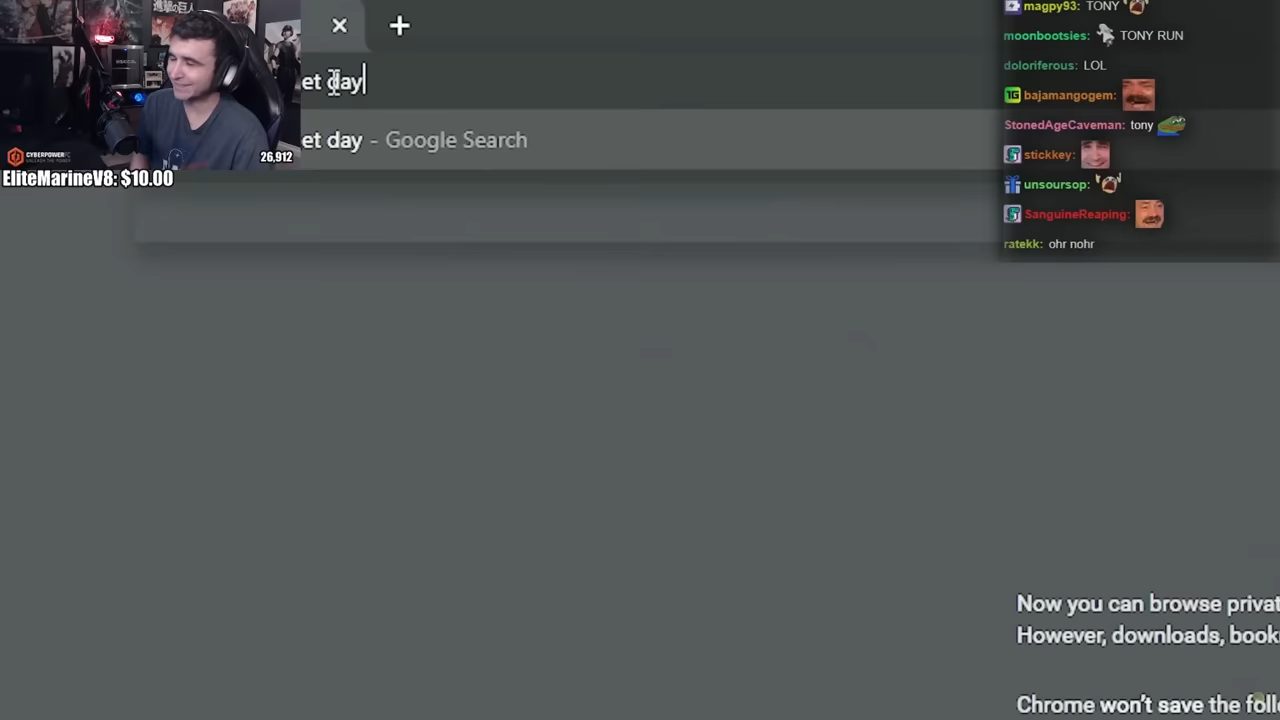 et day
et day - Google Search
CYBERPOWERPC
26,912
EliteMarineV8: $10.00
magpy93: TONY
moonbootsies: TONY RUN
doloriferous: LOL
bajamangogem:
StonedAgeCaveman: tony
stickkey:
unsoursop:
SanguineReaping:
ratekk: ohr nohr
Now you can browse privat
However, downloads, book
Chrome won't save the foll